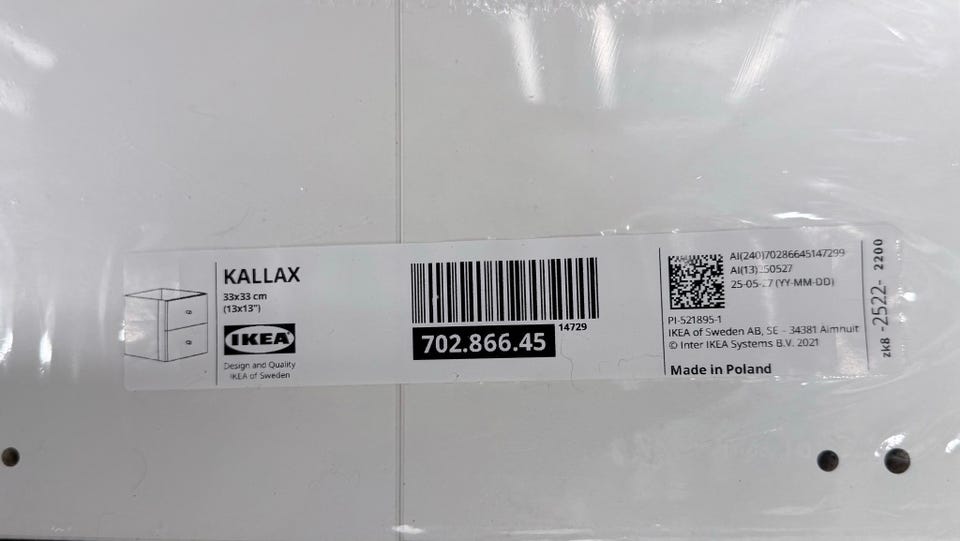 KALLAX
33x33 cm
(13x13")
IKEA
Design and Quality
IKEA of Sweden
702.866.45
14729
AI(240)70286645147299
AI(13)250527
25-05-27 (YY-MM-DD)
PI-521895-1
IKEA of Sweden AB, SE - 34381 Älmhult
© Inter IKEA Systems B.V. 2021
Made in Poland
zkB -2522- 2200